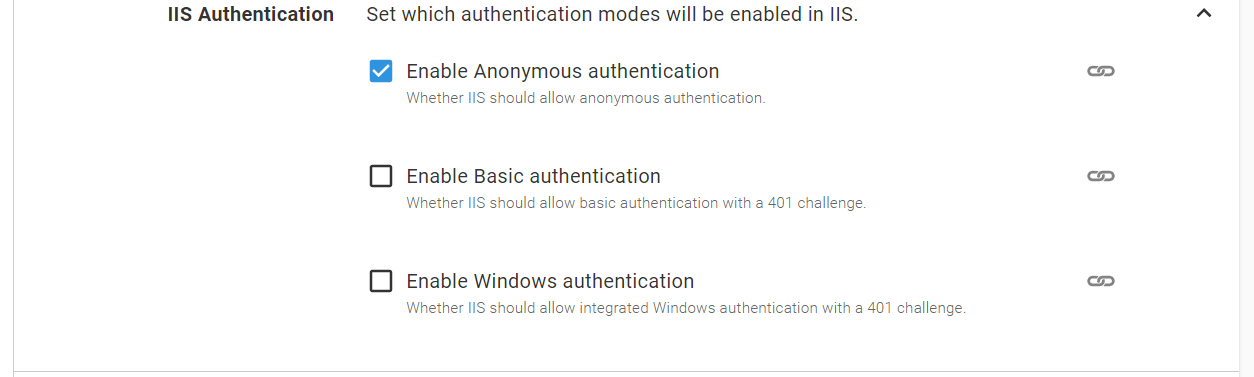 IIS Authentication Set which authentication modes will be enabled in IIS.
Enable Anonymous authentication
Whether IIS should allow anonymous authentication.
Enable Basic authentication
Whether IIS should allow basic authentication with a 401 challenge.
Enable Windows authentication
Whether IIS should allow integrated Windows authentication with a 401 challenge.